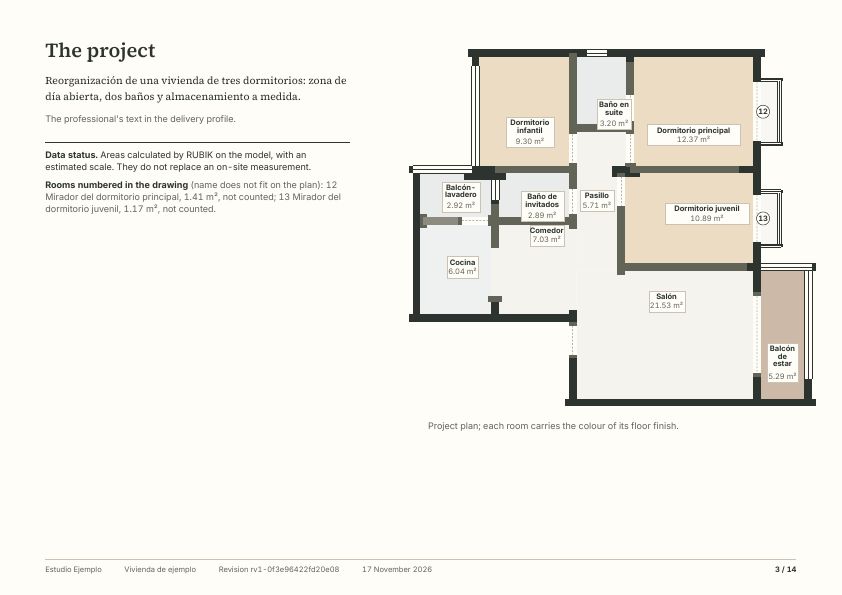 The project
Reorganización de una vivienda de tres dormitorios: zona de
día abierta, dos baños y almacenamiento a medida.
The professional's text in the delivery profile.
Data status. Areas calculated by RUBIK on the model, with an
estimated scale. They do not replace an on-site measurement.
Rooms numbered in the drawing (name does not fit on the plan): 12
Mirador del dormitorio principal, 1.41 m², not counted; 13 Mirador del
dormitorio juvenil, 1.17 m², not counted.
Dormitorio
infantil
9.30 m²
Baño en
suite
3.20 m²
Dormitorio principal
12.37 m²
12
Balcón-
lavadero
2.92 m²
Baño de
invitados
2.89 m²
Pasillo
5.71 m²
Dormitorio juvenil
10.89 m²
13
Comedor
7.03 m²
Cocina
6.04 m²
Salón
21.53 m²
Balcón
de
estar
5.29 m²
Project plan; each room carries the colour of its floor finish.
Estudio Ejemplo
Vivienda de ejemplo
Revision rv1-0f3e96422fd20e08
17 November 2026
3 / 14